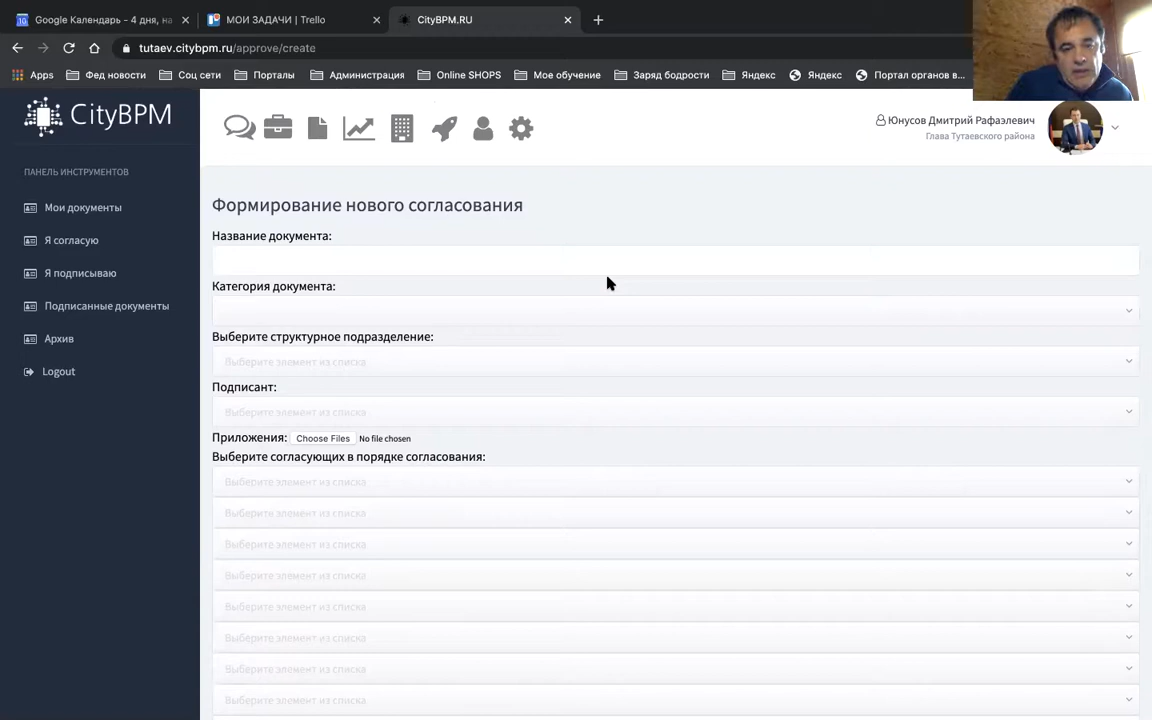 Google Календарь - 4 дня, на
МОИ ЗАДАЧИ | Trello
CityBPM.RU
tutaev.citybpm.ru/approve/create
Apps
Фед новости
Соц сети
Порталы
Администрация
Online SHOPS
Мое обучение
Заряд бодрости
Яндекс
Яндекс
Портал органов в...
CityBPM
Юнусов Дмитрий Рафаэлевич
Глава Тутаевского района
ПАНЕЛЬ ИНСТРУМЕНТОВ
Мои документы
Я согласую
Я подписываю
Подписанные документы
Архив
Logout
Формирование нового согласования
Название документа:
Категория документа:
Выберите структурное подразделение:
Выберите элемент из списка
Подписант:
Выберите элемент из списка
Приложения: Choose Files No file chosen
Выберите согласующих в порядке согласования:
Выберите элемент из списка
Выберите элемент из списка
Выберите элемент из списка
Выберите элемент из списка
Выберите элемент из списка
Выберите элемент из списка
Выберите элемент из списка
Выберите элемент из списка